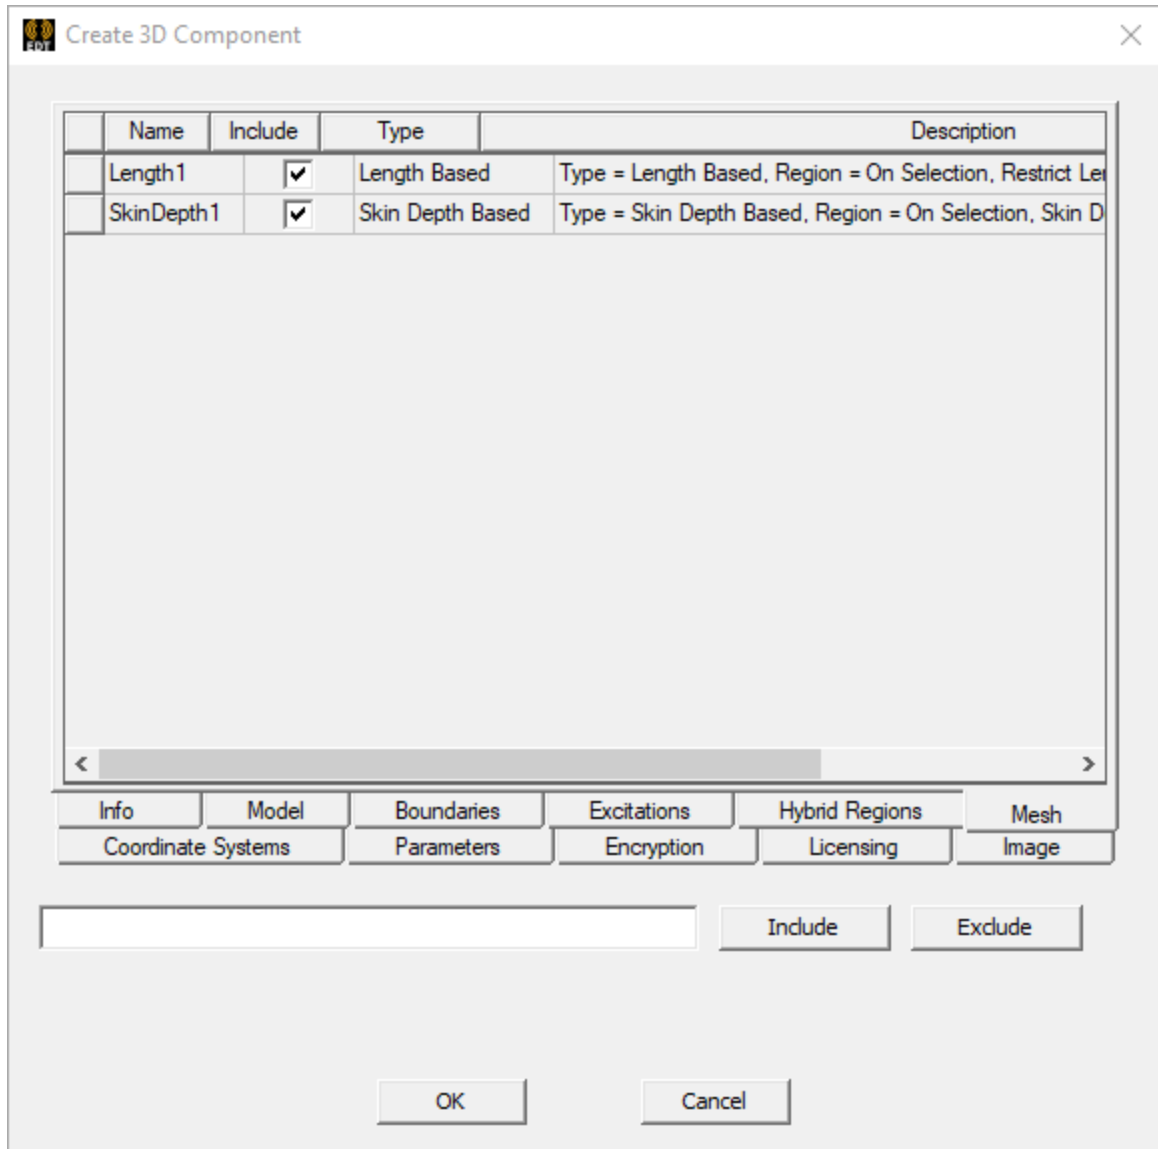 EDT Create 3D Component
Name Include Type Description
Length1 Length Based Type = Length Based, Region = On Selection, Restrict Le
SkinDepth1 Skin Depth Based Type = Skin Depth Based, Region = On Selection, Skin D
Info Model Boundaries Excitations Hybrid Regions Mesh
Coordinate Systems Parameters Encryption Licensing Image
Include Exclude
OK Cancel